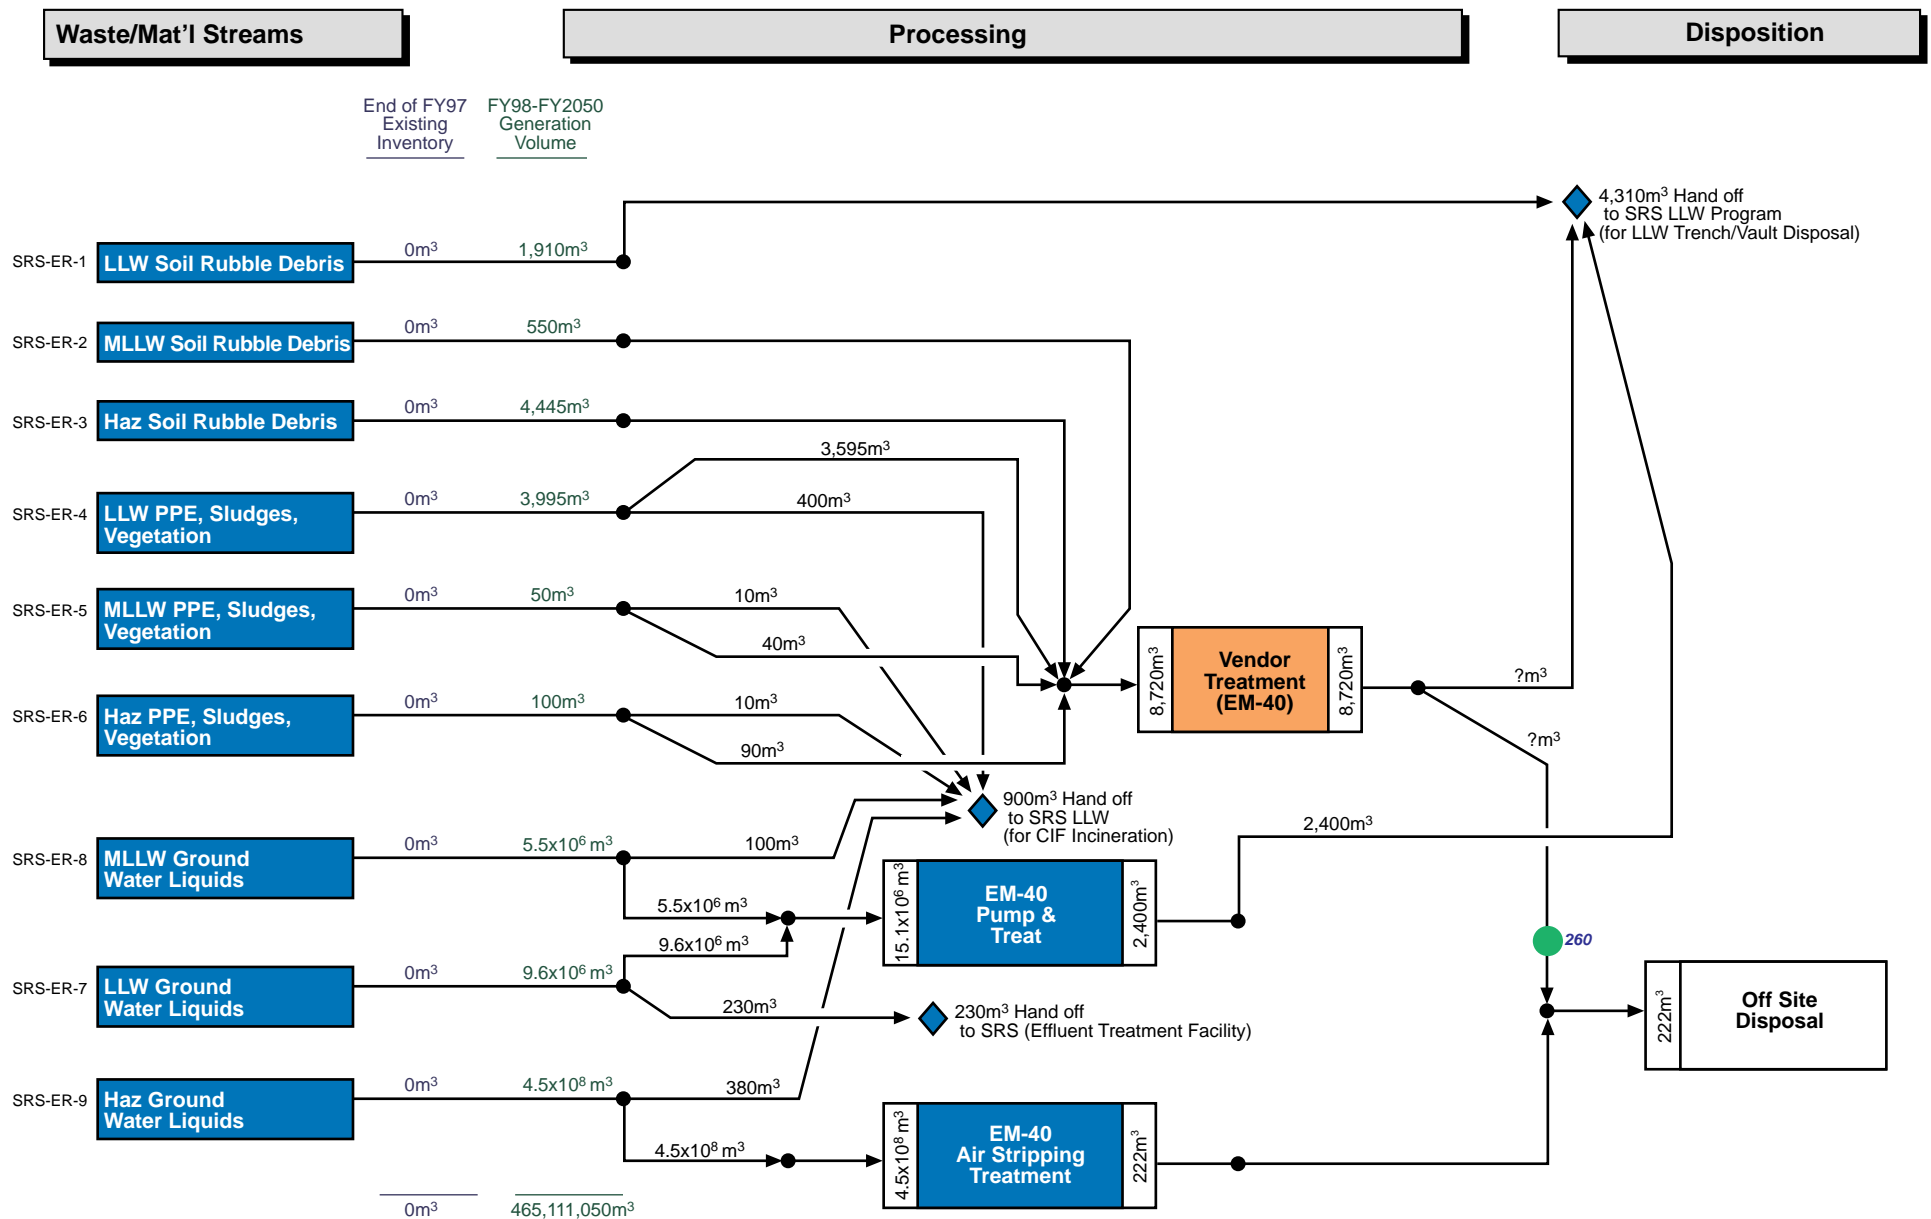 Waste/Mat'l Streams
Processing
Disposition
End of FY97
Existing
Inventory
FY98-FY2050
Generation
Volume
4,310m³ Hand off
to SRS LLW Program
(for LLW Trench/Vault Disposal)
SRS-ER-1
LLW Soil Rubble Debris
0m³
1,910m³
SRS-ER-2
MLLW Soil Rubble Debris
0m³
550m³
SRS-ER-3
Haz Soil Rubble Debris
0m³
4,445m³
3,595m³
SRS-ER-4
LLW PPE, Sludges,
Vegetation
0m³
3,995m³
400m³
SRS-ER-5
MLLW PPE, Sludges,
Vegetation
0m³
50m³
10m³
40m³
8,720m³
Vendor
Treatment
(EM-40)
8,720m³
?m³
?m³
SRS-ER-6
Haz PPE, Sludges,
Vegetation
0m³
100m³
10m³
90m³
900m³ Hand off
to SRS LLW
(for CIF Incineration)
2,400m³
SRS-ER-8
MLLW Ground
Water Liquids
0m³
5.5x10⁶ m³
100m³
5.5x10⁶ m³
15.1x10⁶ m³
EM-40
Pump &
Treat
2,400m³
9.6x10⁶ m³
260
SRS-ER-7
LLW Ground
Water Liquids
0m³
9.6x10⁶ m³
230m³
230m³ Hand off
to SRS (Effluent Treatment Facility)
222m³
Off Site
Disposal
SRS-ER-9
Haz Ground
Water Liquids
0m³
4.5x10⁸ m³
380m³
4.5x10⁸ m³
4.5x10⁸ m³
EM-40
Air Stripping
Treatment
222m³
0m³
465,111,050m³